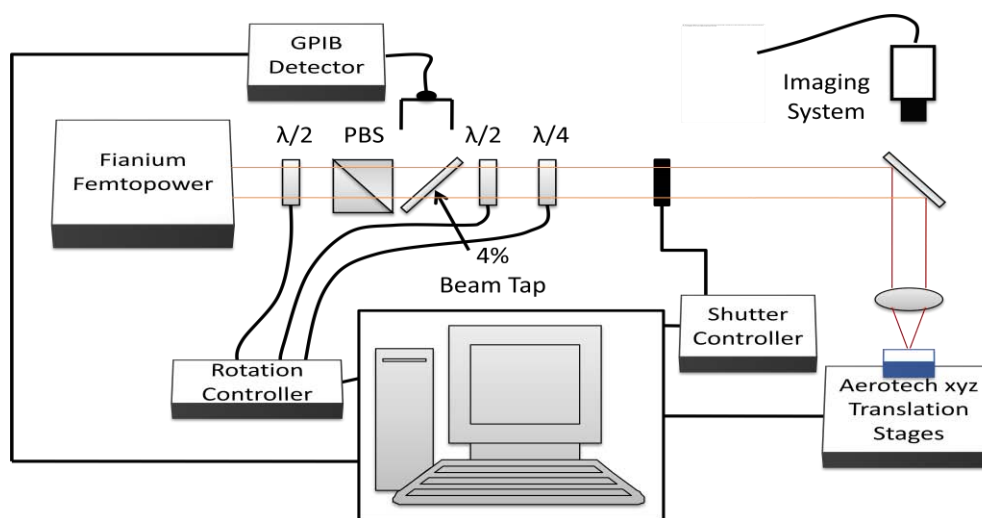 GPIB
Detector
Imaging
System
λ/2
PBS
λ/2
λ/4
Fianium
Femtopower
4%
Beam Tap
Shutter
Controller
Rotation
Controller
Aerotech xyz
Translation
Stages